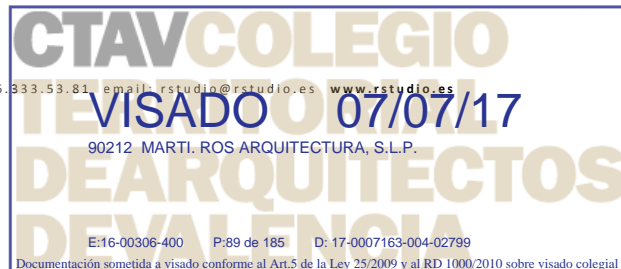 CTAVCOLEGIO
5.333.53.81 email: rstudio@rstudio.es www.rstudio.es
TERRITORIAL
VISADO 07/07/17
90212 MARTI. ROS ARQUITECTURA, S.L.P.
DEARQUITECTOS
DEVALENCIA
E:16-00306-400 P:89 de 185 D: 17-0007163-004-02799
Documentación sometida a visado conforme al Art.5 de la Ley 25/2009 y al RD 1000/2010 sobre visado colegial